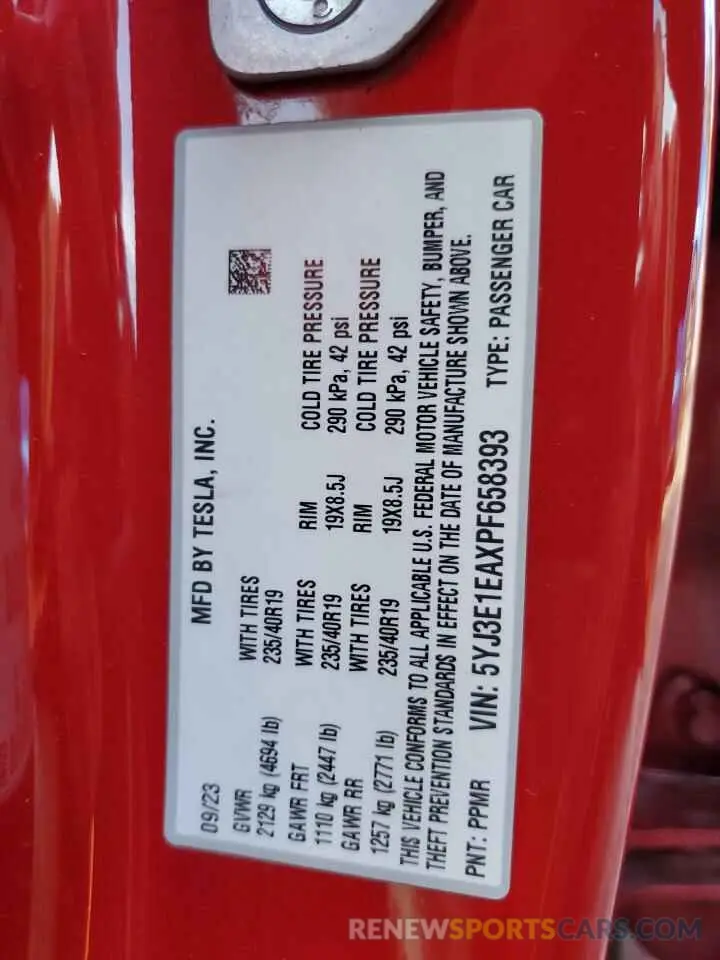 MFD BY TESLA, INC.
09/23
GVWR WITH TIRES
2129 kg (4694 lb) 235/40R19
GAWR FRT WITH TIRES RIM COLD TIRE PRESSURE
1110 kg (2447 lb) 235/40R19 19X8.5J 290 kPa, 42 psi
GAWR RR WITH TIRES RIM COLD TIRE PRESSURE
1257 kg (2771 lb) 235/40R19 19X8.5J 290 kPa, 42 psi
THIS VEHICLE CONFORMS TO ALL APPLICABLE U.S. FEDERAL MOTOR VEHICLE SAFETY, BUMPER, AND
THEFT PREVENTION STANDARDS IN EFFECT ON THE DATE OF MANUFACTURE SHOWN ABOVE.
PNT: PPMR VIN: 5YJ3E1EAXPF658393 TYPE: PASSENGER CAR
RENEWSPORTSCARS.COM